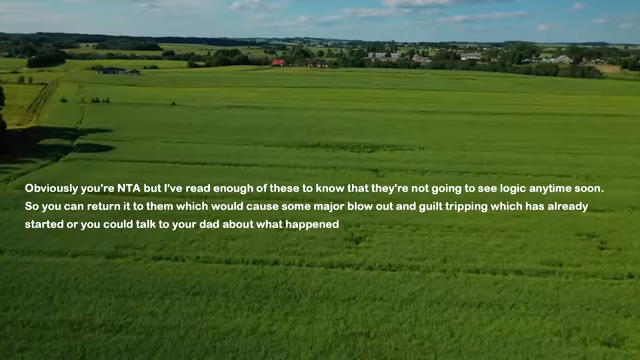 Obviously you're NTA but I've read enough of these to know that they're not going to see logic anytime soon.
So you can return it to them which would cause some major blow out and guilt tripping which has already
started or you could talk to your dad about what happened